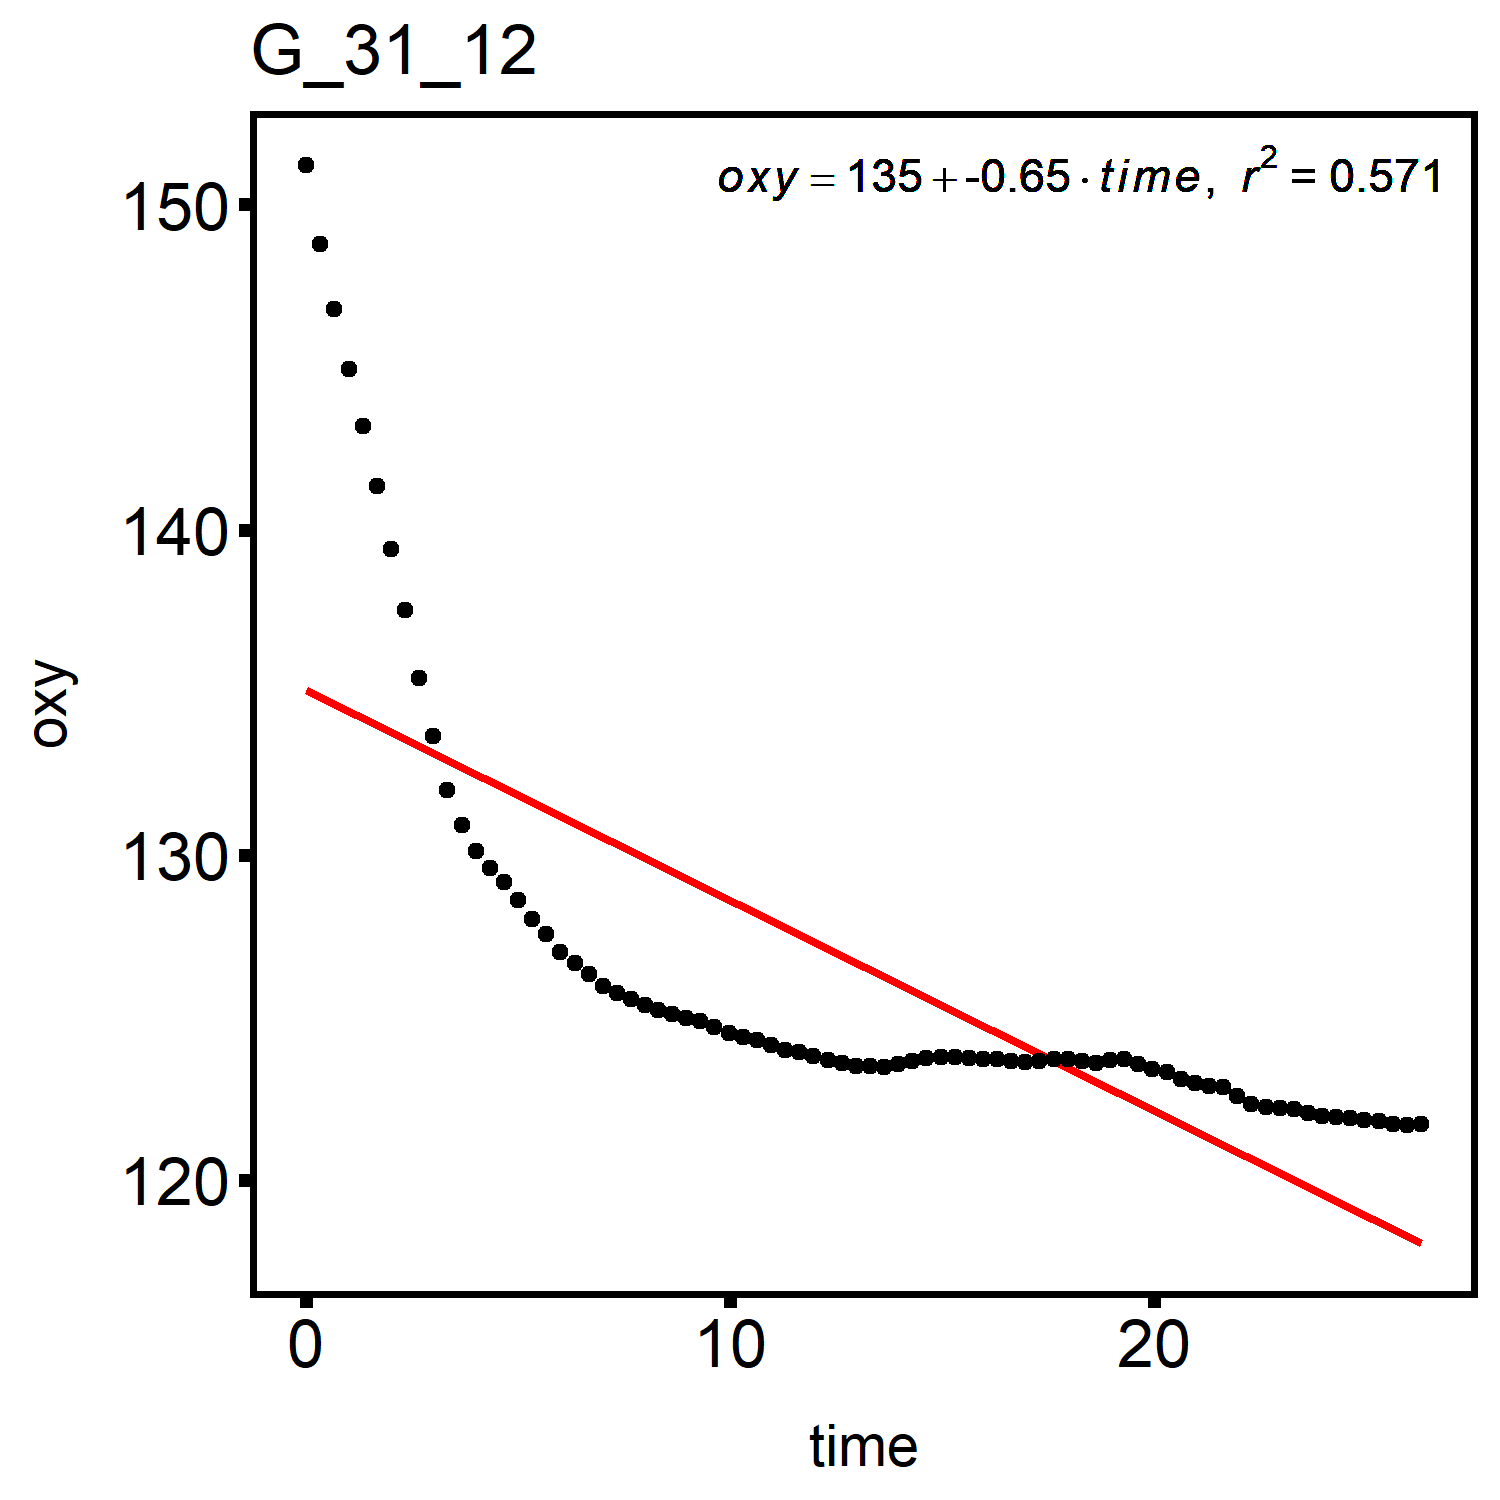 G_31_12
oxy = 135 + -0.65 · time, r² = 0.571
150
140
130
120
oxy
0 10 20
time